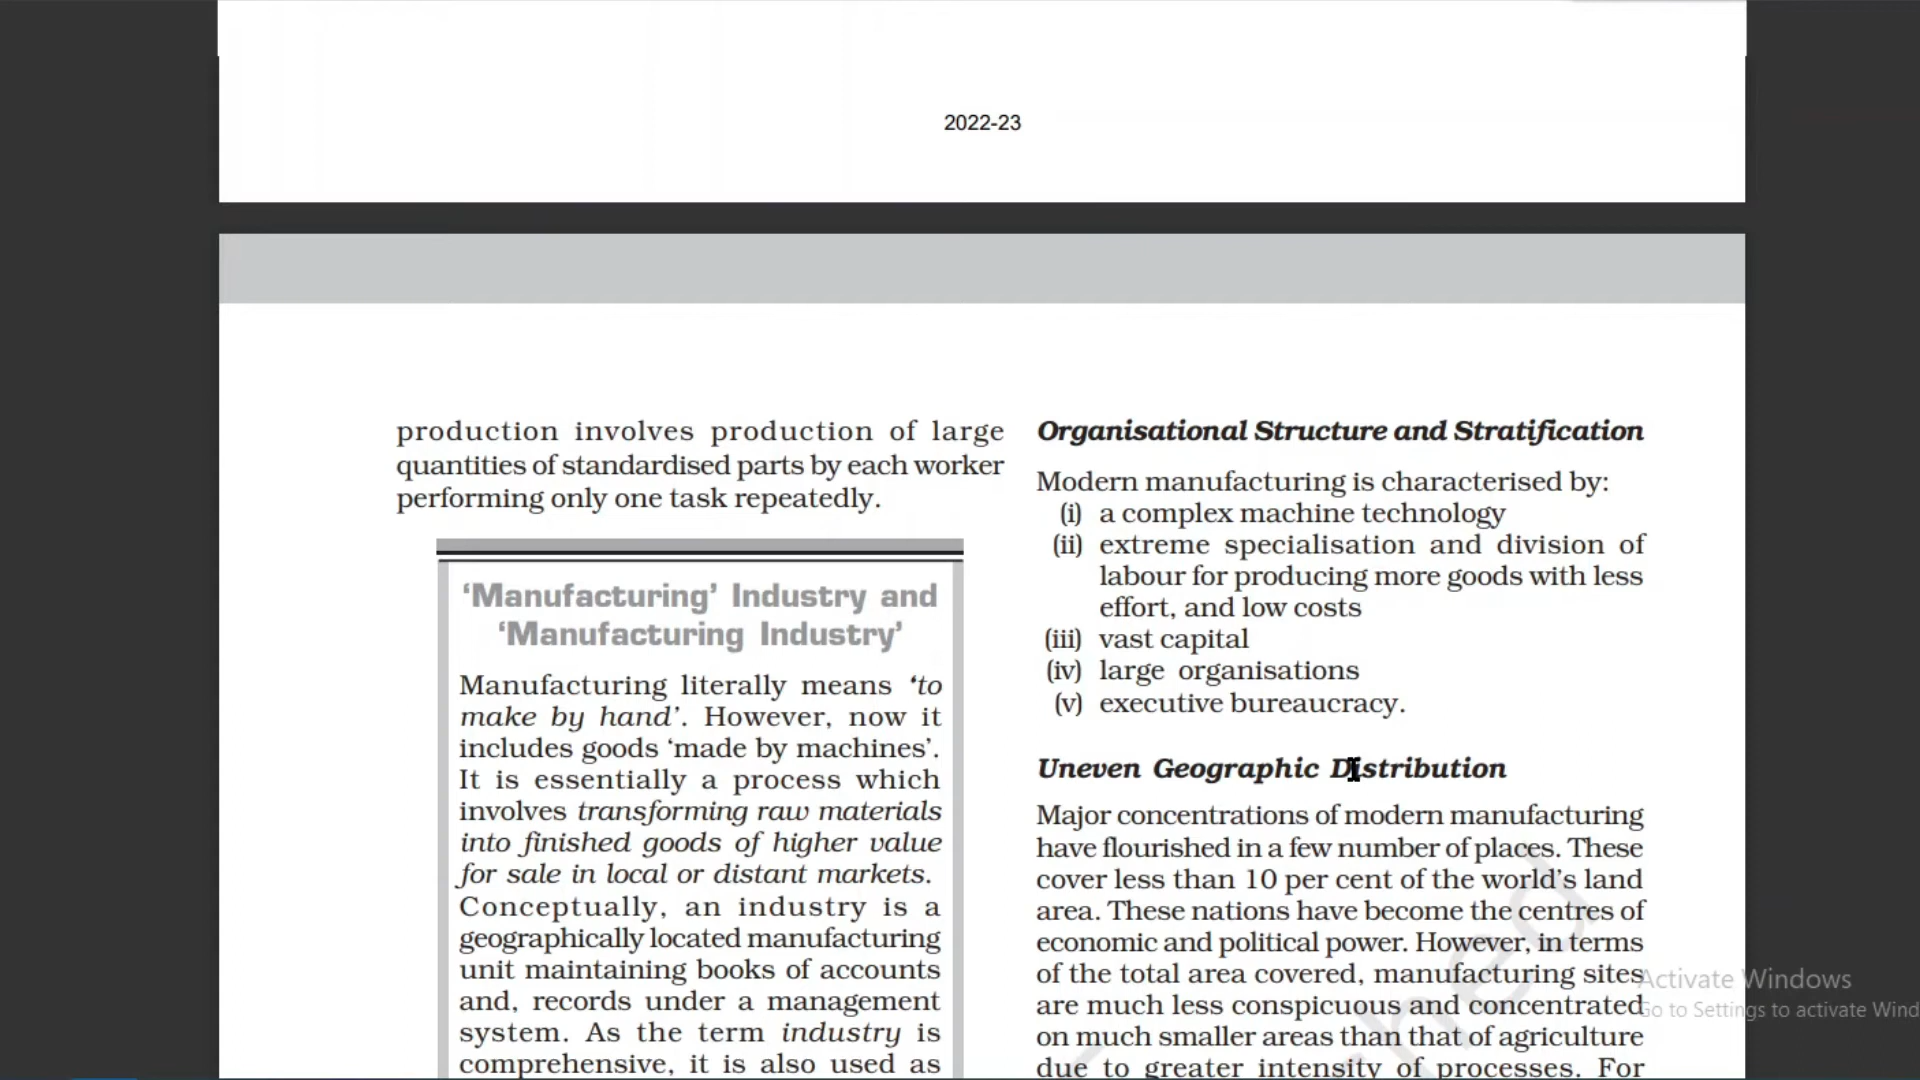 2022-23
production involves production of large
quantities of standardised parts by each worker
performing only one task repeatedly.
‘Manufacturing’ Industry and
‘Manufacturing Industry’
Manufacturing literally means ‘to
make by hand’. However, now it
includes goods ‘made by machines’.
It is essentially a process which
involves transforming raw materials
into finished goods of higher value
for sale in local or distant markets.
Conceptually, an industry is a
geographically located manufacturing
unit maintaining books of accounts
and, records under a management
system. As the term industry is
comprehensive, it is also used as
Organisational Structure and Stratification
Modern manufacturing is characterised by:
(i) a complex machine technology
(ii) extreme specialisation and division of
labour for producing more goods with less
effort, and low costs
(iii) vast capital
(iv) large organisations
(v) executive bureaucracy.
Uneven Geographic Distribution
Major concentrations of modern manufacturing
have flourished in a few number of places. These
cover less than 10 per cent of the world’s land
area. These nations have become the centres of
economic and political power. However, in terms
of the total area covered, manufacturing sites
are much less conspicuous and concentrated
on much smaller areas than that of agriculture
due to greater intensity of processes. For
Activate Windows
Go to Settings to activate Wind